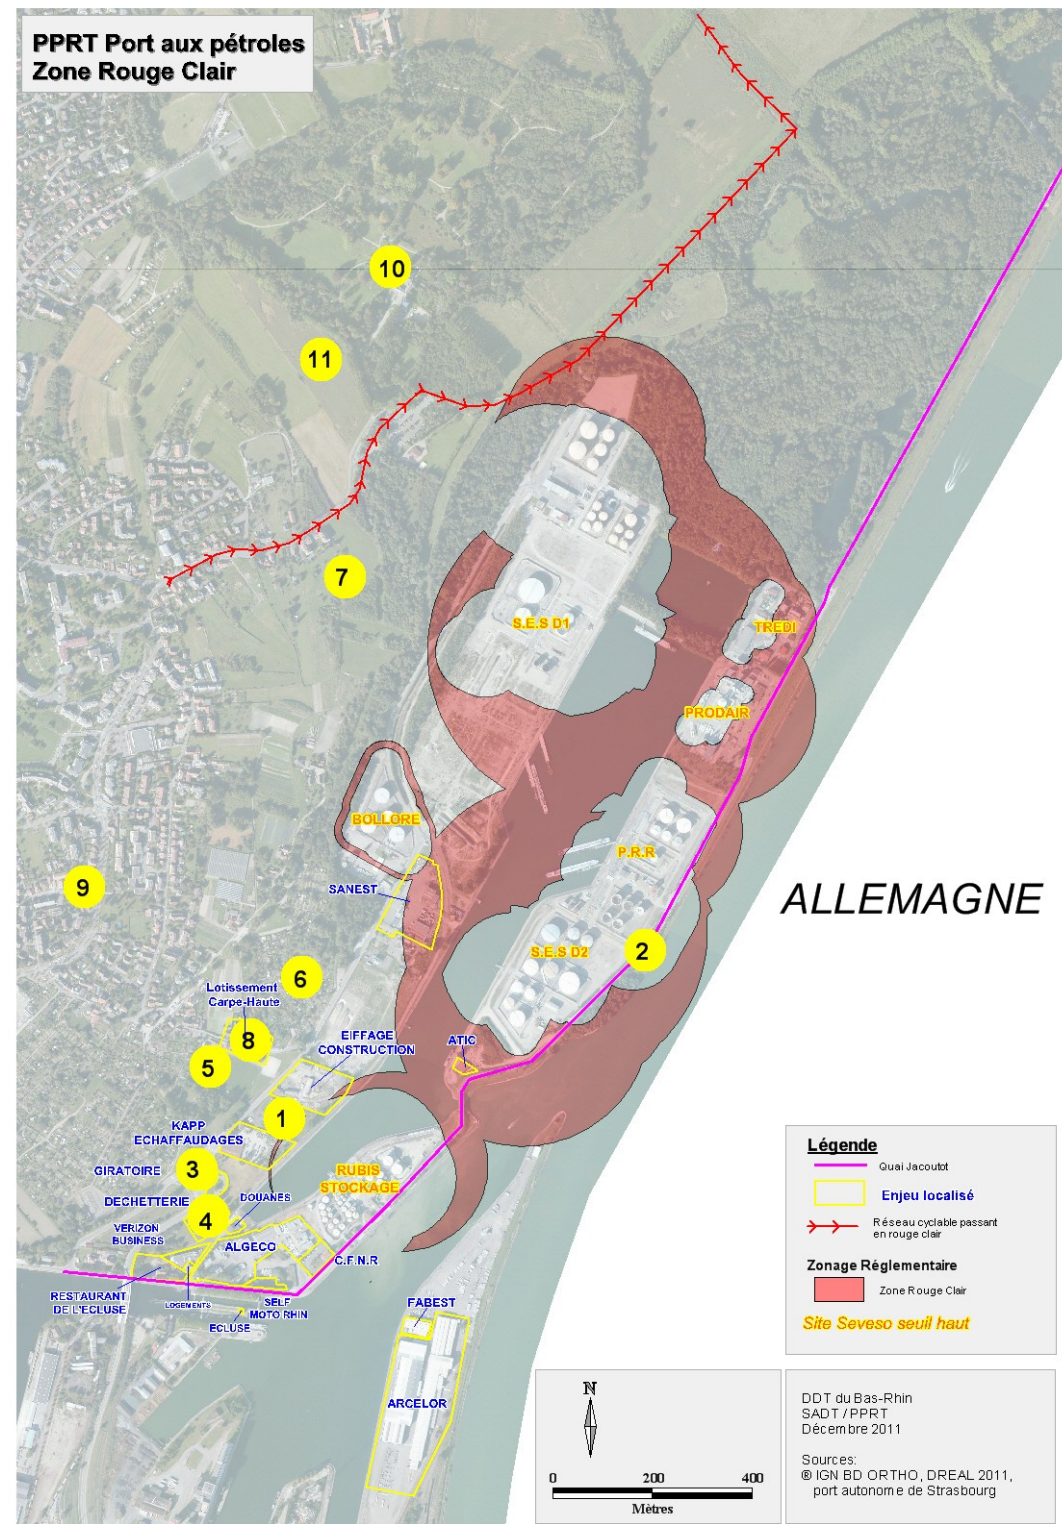 PPRT Port aux pétroles
Zone Rouge Clair
10
11
7
S.E.S D1
TREDI
PRODAIR
BOLLORE
P.R.R
9
SANEST
ALLEMAGNE
S.E.S D2
2
6
Lotissement
Carpe-Haute
8
5
EIFFAGE
CONSTRUCTION
ATIC
1
KAPP
ECHAFFAUDAGES
GIRATOIRE
3
RUBIS
STOCKAGE
DECHETTERIE
DOUANES
4
VERIZON
BUSINESS
ALGECO
C.F.N.R
RESTAURANT
DE L'ECLUSE
LOGEMENTS
SELF
MOTO RHIN
ECLUSE
FABEST
ARCELOR
Légende
Quai Jacoutot
Enjeu localisé
Réseau cyclable passant
en rouge clair
Zonage Réglementaire
Zone Rouge Clair
Site Seveso seuil haut
N
0 200 400
Mètres
DDT du Bas-Rhin
SADT / PPRT
Décembre 2011
Sources:
® IGN BD ORTHO, DREAL 2011,
port autonome de Strasbourg